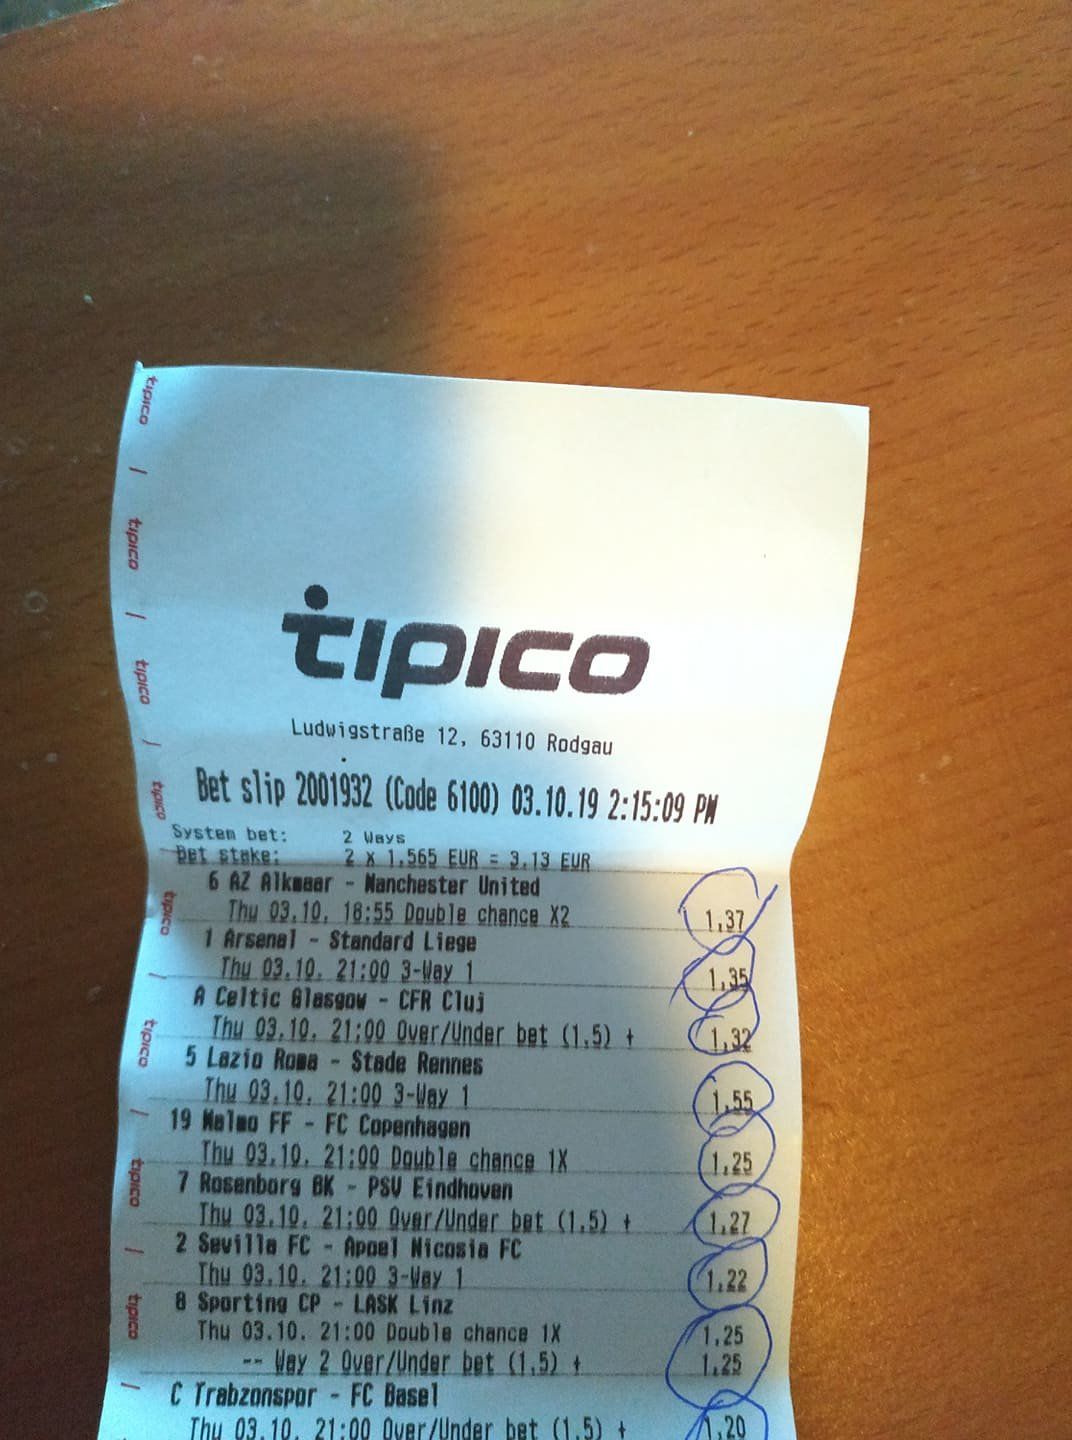 tipico
Ludwigstraße 12, 63110 Rodgau
Bet slip 2001932 (Code 6100) 03.10.19 2:15:09 PM
System bet: 2 Ways
Bet stake: 2 x 1,565 EUR = 3,13 EUR
6 AZ Alkmaar - Manchester United
Thu 03.10. 18:55 Double chance X2 1,37
1 Arsenal - Standard Liege
Thu 03.10. 21:00 3-Way 1 1,35
A Celtic Glasgow - CFR Cluj
Thu 03.10. 21:00 Over/Under bet (1,5) + 1,32
5 Lazio Roma - Stade Rennes
Thu 03.10. 21:00 3-Way 1 1,55
19 Malmo FF - FC Copenhagen
Thu 03.10. 21:00 Double chance 1X 1,25
7 Rosenborg BK - PSV Eindhoven
Thu 03.10. 21:00 Over/Under bet (1,5) + 1,27
2 Sevilla FC - Apoel Nicosia FC
Thu 03.10. 21:00 3-Way 1 1,22
8 Sporting CP - LASK Linz
Thu 03.10. 21:00 Double chance 1X 1,25
-- Way 2 Over/Under bet (1,5) + 1,25
C Trabzonspor - FC Basel
Thu 03.10. 21:00 Over/Under bet (1,5) + 1,20
tipico / tipico / tipico / tipico tipico / tipico / tipico / tipico /